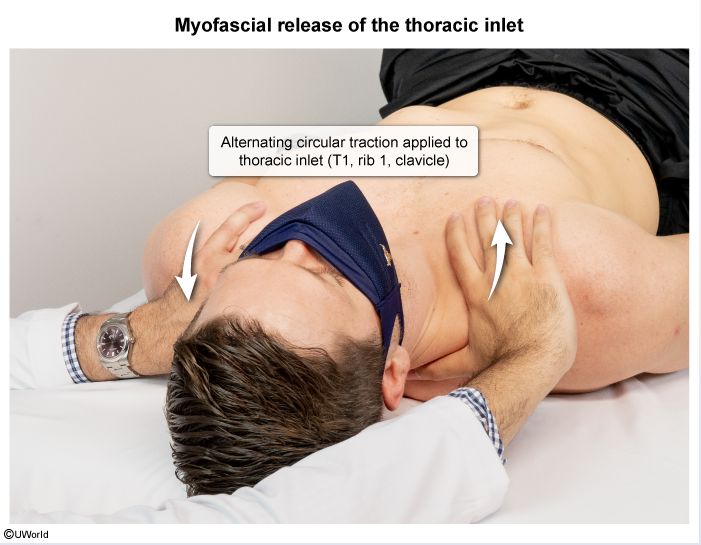 Myofascial release of the thoracic inlet
Alternating circular traction applied to
thoracic inlet (T1, rib 1, clavicle)
©UWorld